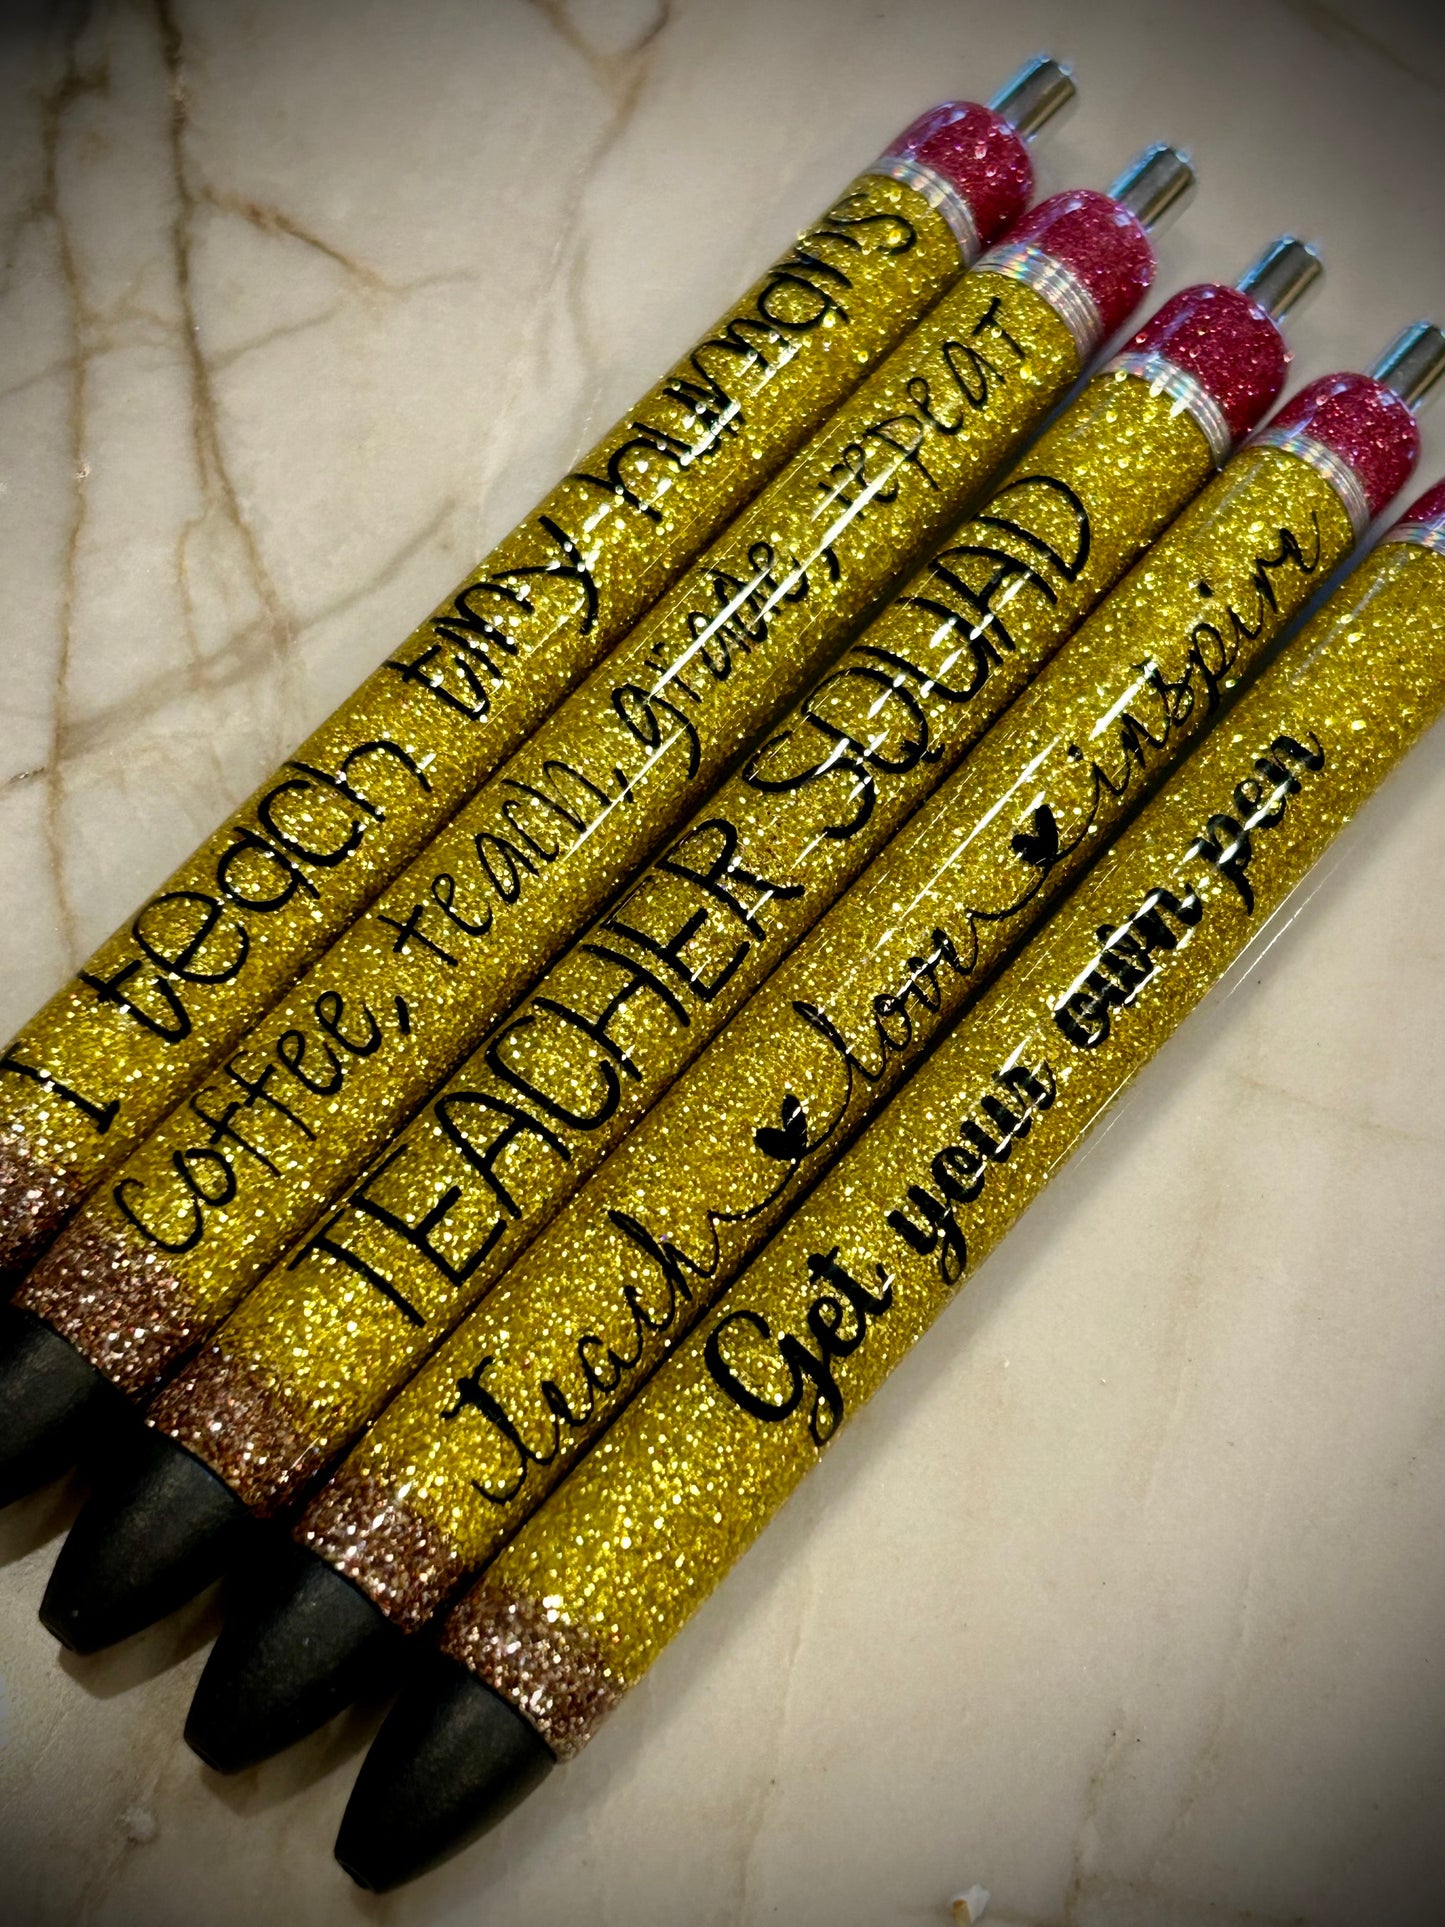 I teach tiny humans
coffee, teach, grade, repeat
TEACHER SQUAD
Teach love inspire
Get your own pen